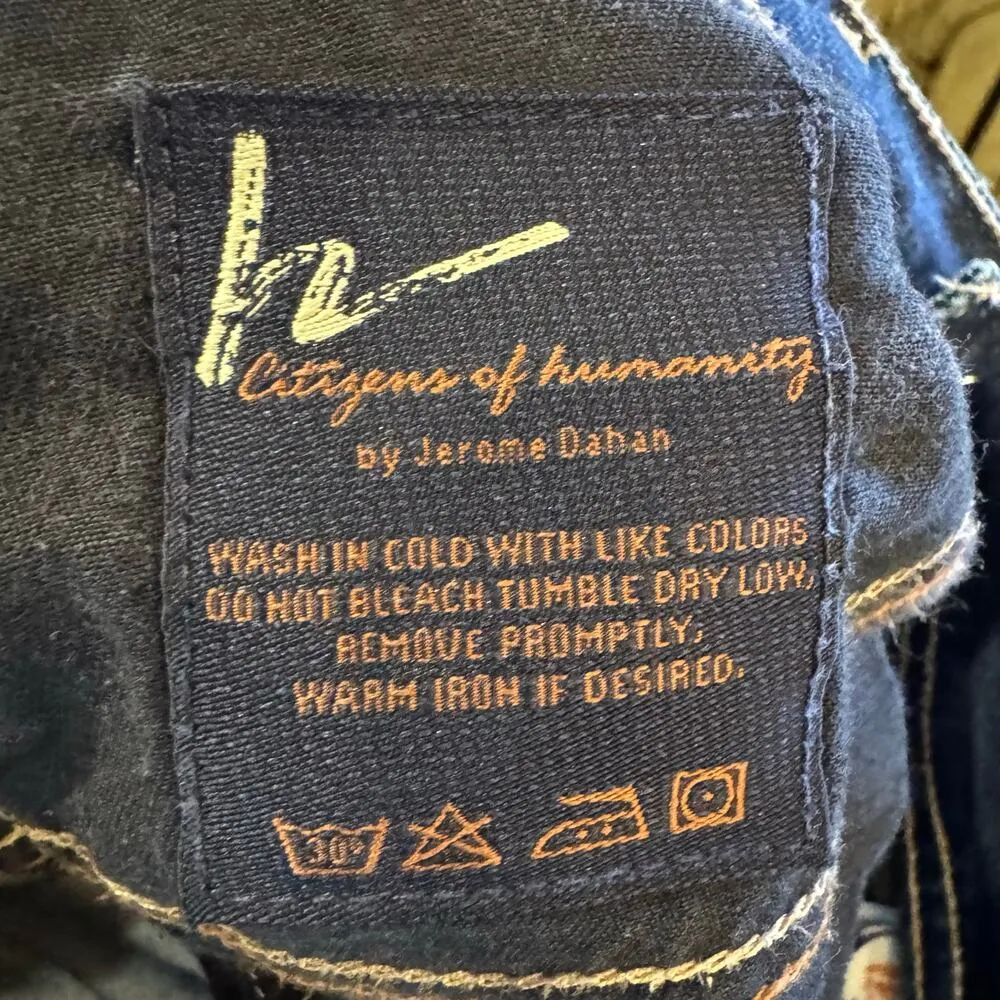 h
Citizens of humanity
by Jerome Dahan
WASH IN COLD WITH LIKE COLORS
DO NOT BLEACH TUMBLE DRY LOW,
REMOVE PROMPTLY,
WARM IRON IF DESIRED.
30°